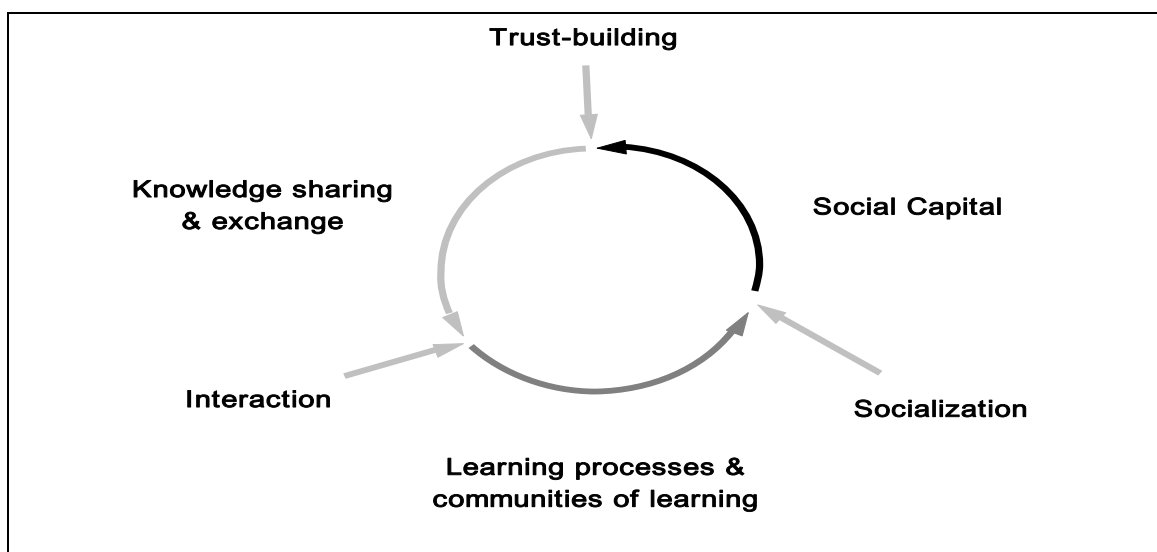 Trust-building
Knowledge sharing
& exchange
Social Capital
Interaction
Socialization
Learning processes &
communities of learning